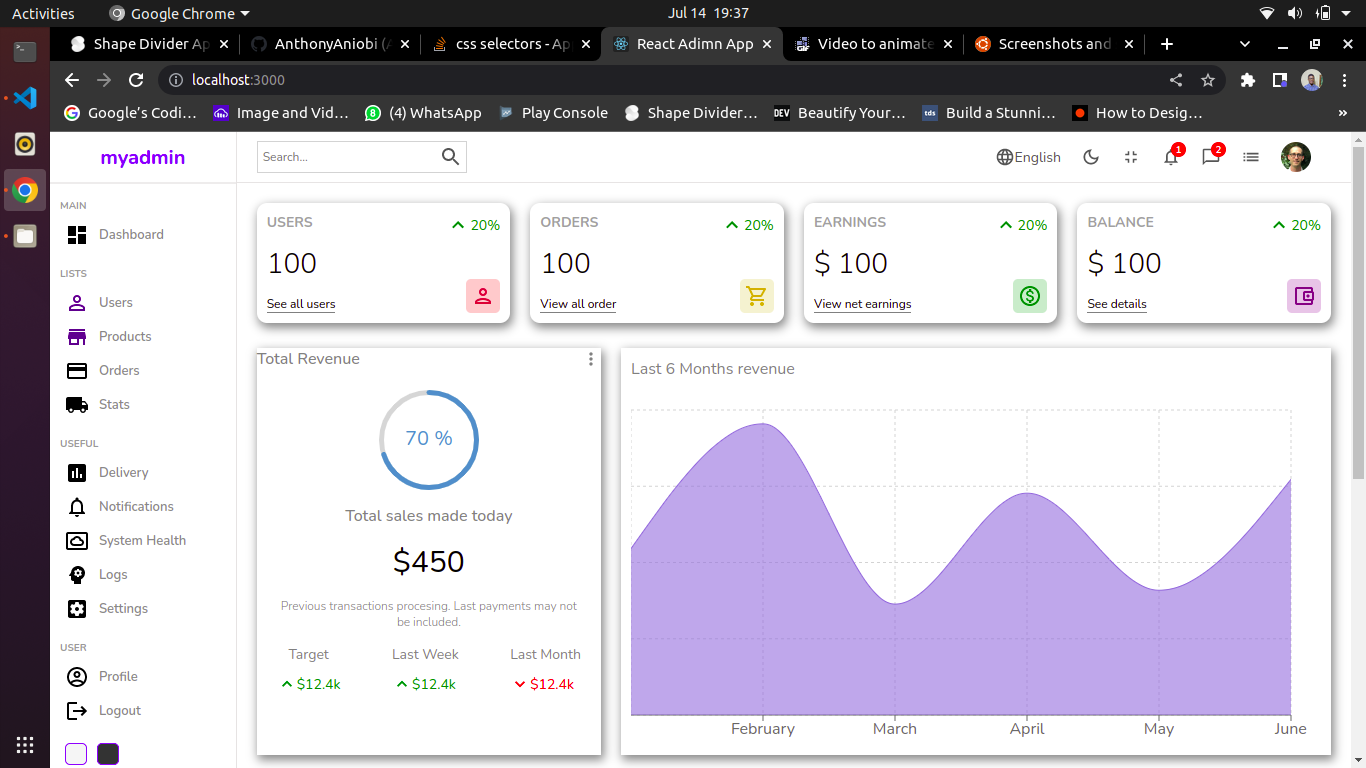 Activities
Google Chrome
Jul 14 19:37
Shape Divider Ap
AnthonyAniobi (A
css selectors - Ap
React Adimn App
Video to animate
Screenshots and
localhost:3000
Google's Codi...
Image and Vid...
(4) WhatsApp
Play Console
Shape Divider...
DEV
Beautify Your...
tds
Build a Stunni...
How to Desig...
»
myadmin
Search...
English
1
2
MAIN
Dashboard
LISTS
Users
Products
Orders
Stats
USEFUL
Delivery
Notifications
System Health
Logs
Settings
USER
Profile
Logout
USERS
20%
100
See all users
ORDERS
20%
100
View all order
EARNINGS
20%
$ 100
View net earnings
BALANCE
20%
$ 100
See details
Total Revenue
70 %
Total sales made today
$450
Previous transactions procesing. Last payments may not
be included.
Target
Last Week
Last Month
$12.4k
$12.4k
$12.4k
Last 6 Months revenue
February
March
April
May
June